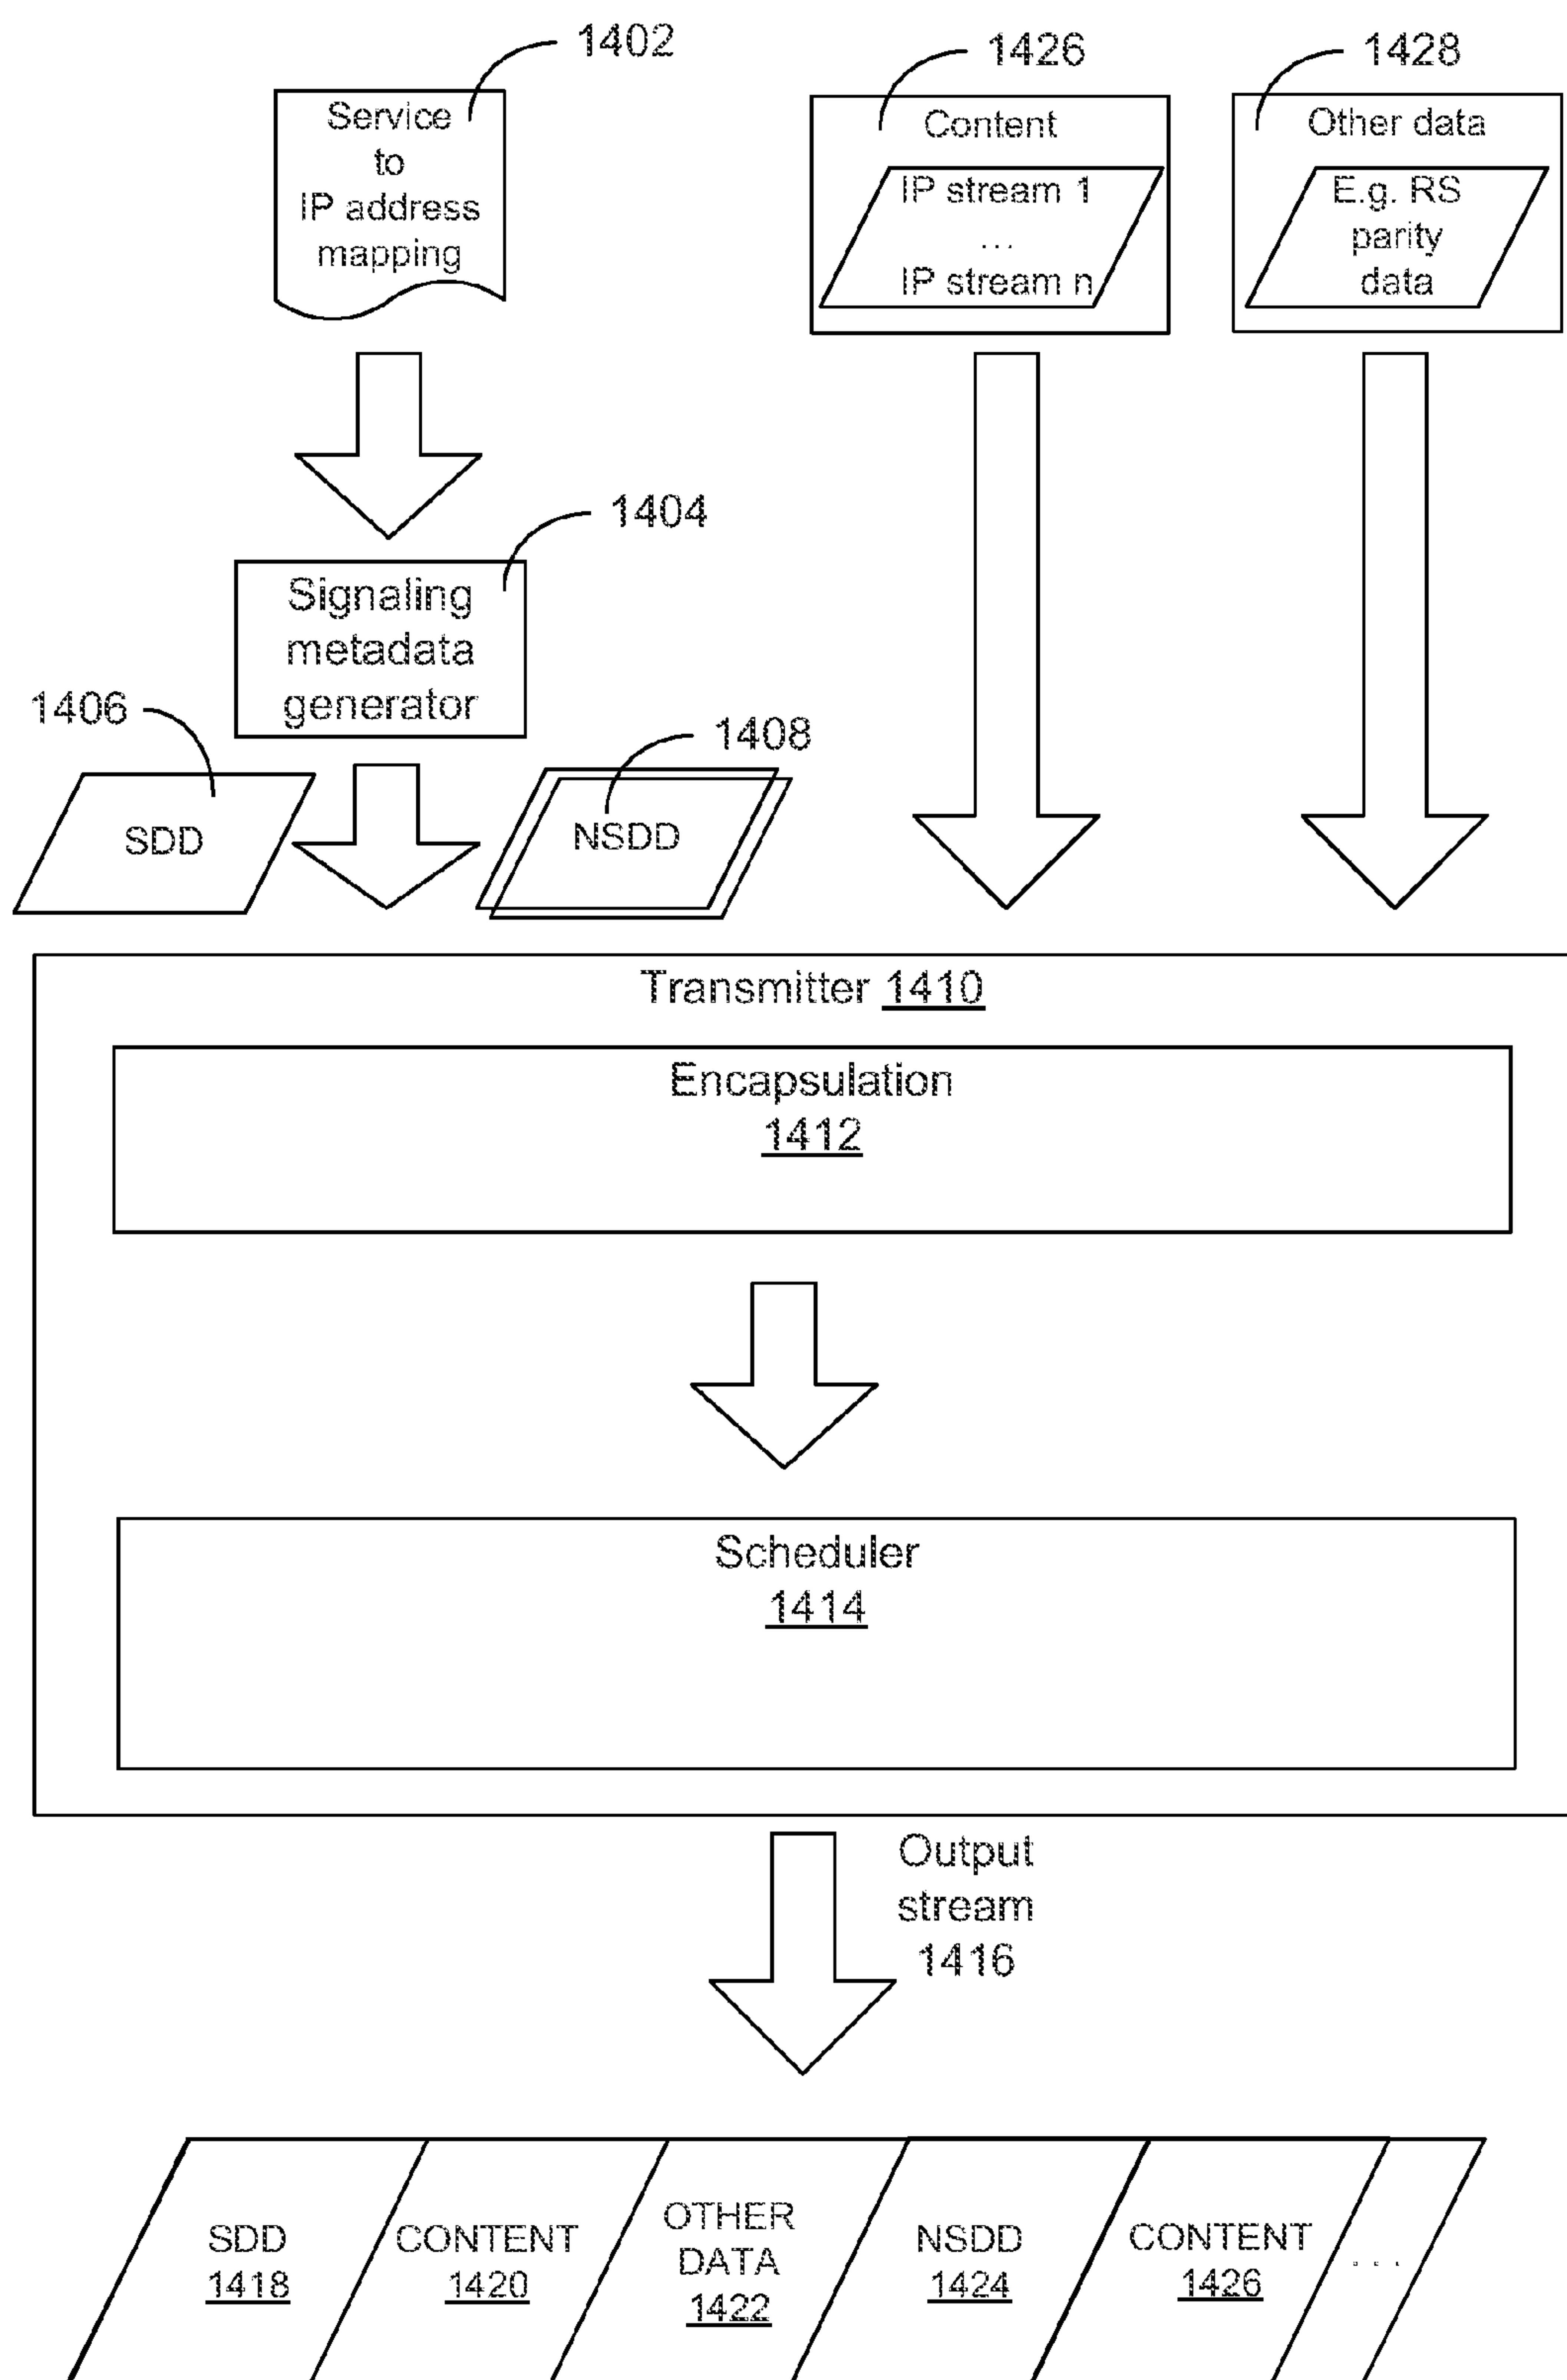 1402
Service
to
IP address
mapping
1426
Content
IP stream 1
...
IP stream n
1428
Other data
E.g. RS
parity
data
1404
Signaling
metadata
generator
1406
SDD
1408
NSDD
Transmitter 1410
Encapsulation
1412
Scheduler
1414
Output
stream
1416
SDD
1418
CONTENT
1420
OTHER
DATA
1422
NSDD
1424
CONTENT
1426
...